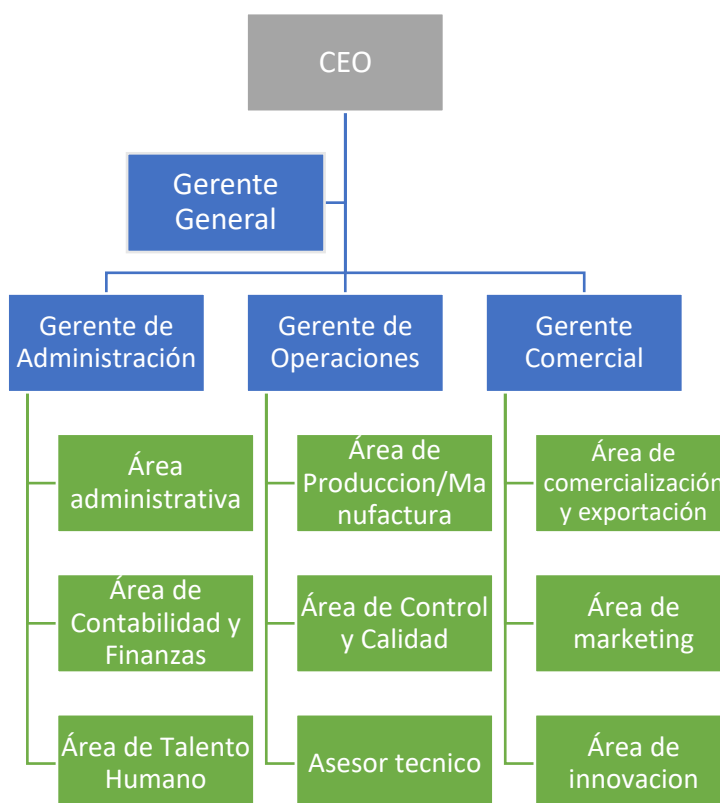 CEO
Gerente
General
Gerente de
Administración
Gerente de
Operaciones
Gerente
Comercial
Área
administrativa
Área de
Produccion/Ma
nufactura
Área de
comercialización
y exportación
Área de
Contabilidad y
Finanzas
Área de Control
y Calidad
Área de
marketing
Área de Talento
Humano
Asesor tecnico
Área de
innovacion